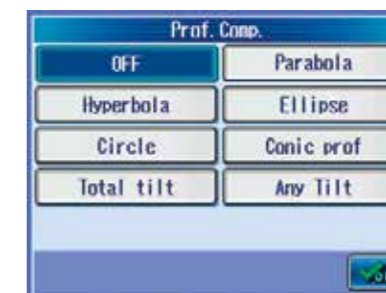 Prof. Comp.
OFF Parabola
Hyperbola Ellipse
Circle Conic prof
Total tilt Any Tilt